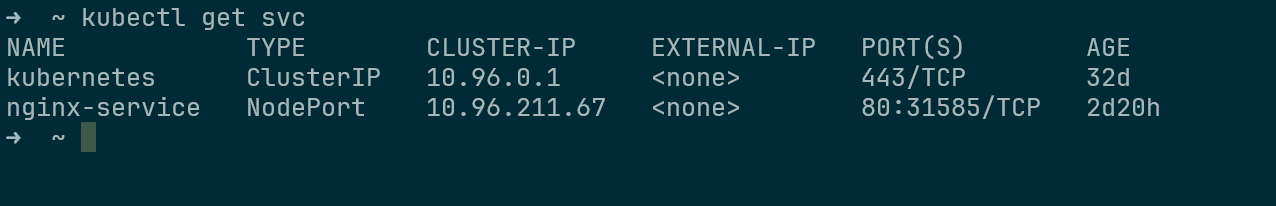 ➜  ~ kubectl get svc
NAME            TYPE        CLUSTER-IP     EXTERNAL-IP   PORT(S)        AGE
kubernetes      ClusterIP   10.96.0.1      <none>        443/TCP        32d
nginx-service   NodePort    10.96.211.67   <none>        80:31585/TCP   2d20h
➜  ~